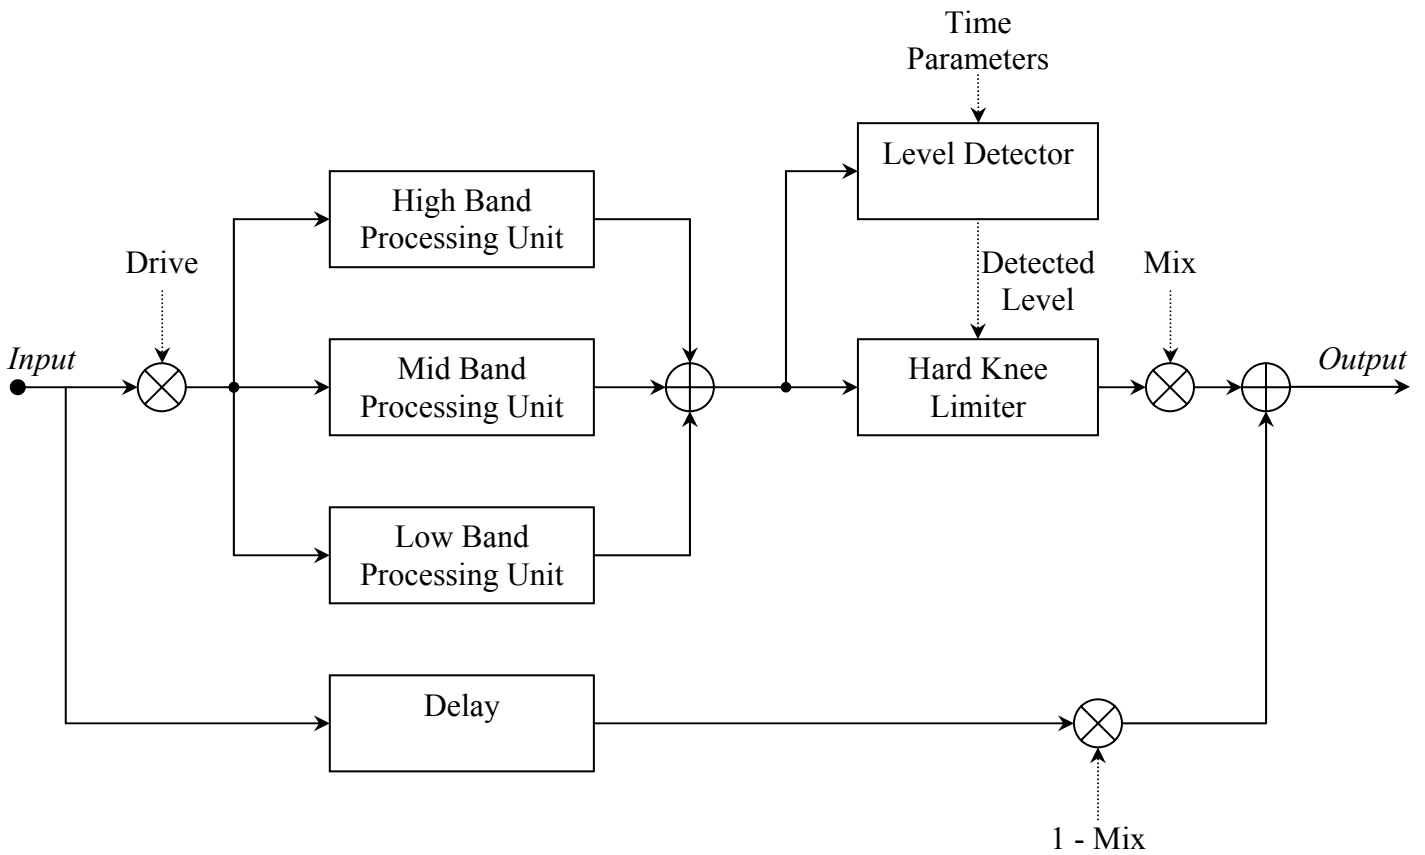 Time
Parameters
Level Detector
High Band
Processing Unit
Drive
Detected
Level
Mix
Input
Mid Band
Processing Unit
Hard Knee
Limiter
Output
Low Band
Processing Unit
Delay
1 - Mix